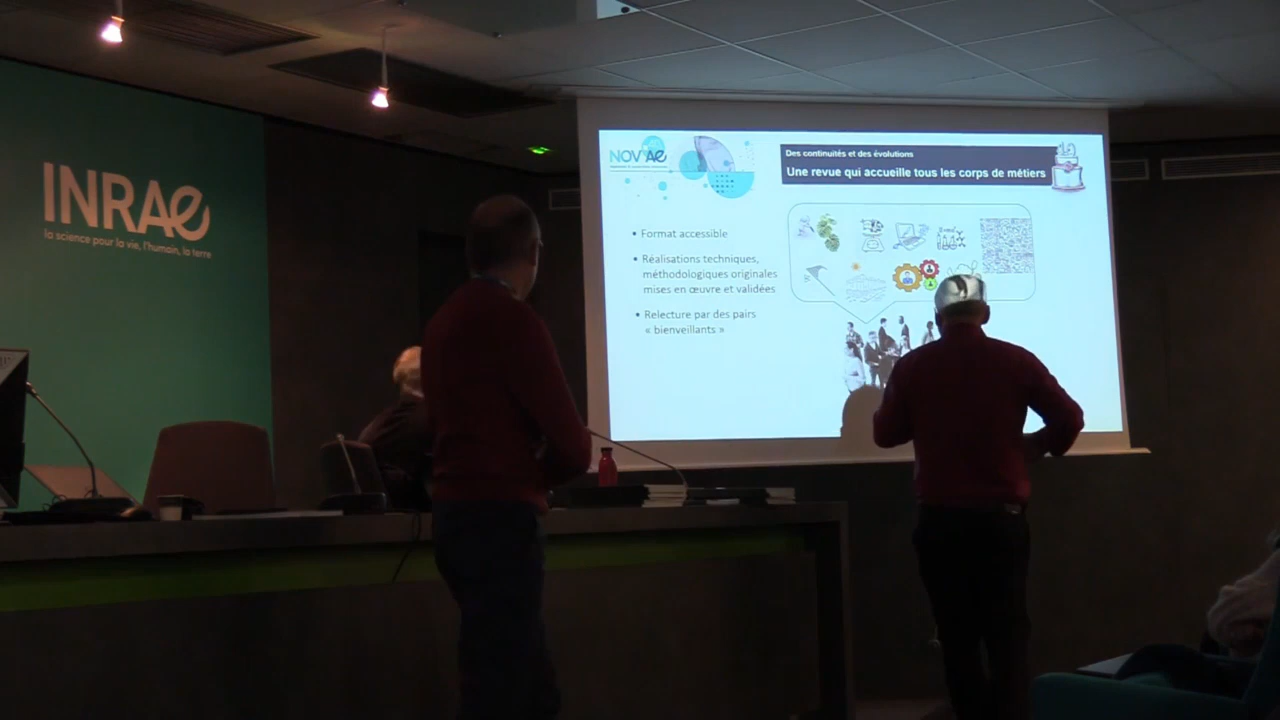 INRAE
la science pour la vie, l'humain, la terre
NOV'AE
Des continuités et des évolutions
Une revue qui accueille tous les corps de métiers
• Format accessible
• Réalisations techniques,
méthodologiques originales
mises en œuvre et validées
• Relecture par des pairs
« bienveillants »